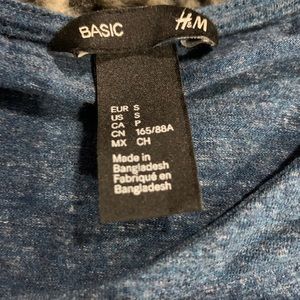 BASIC H&M
EUR S
US S
CA P
CN 165/88A
MX CH
Made in
Bangladesh
Fabriqué en
Bangladesh